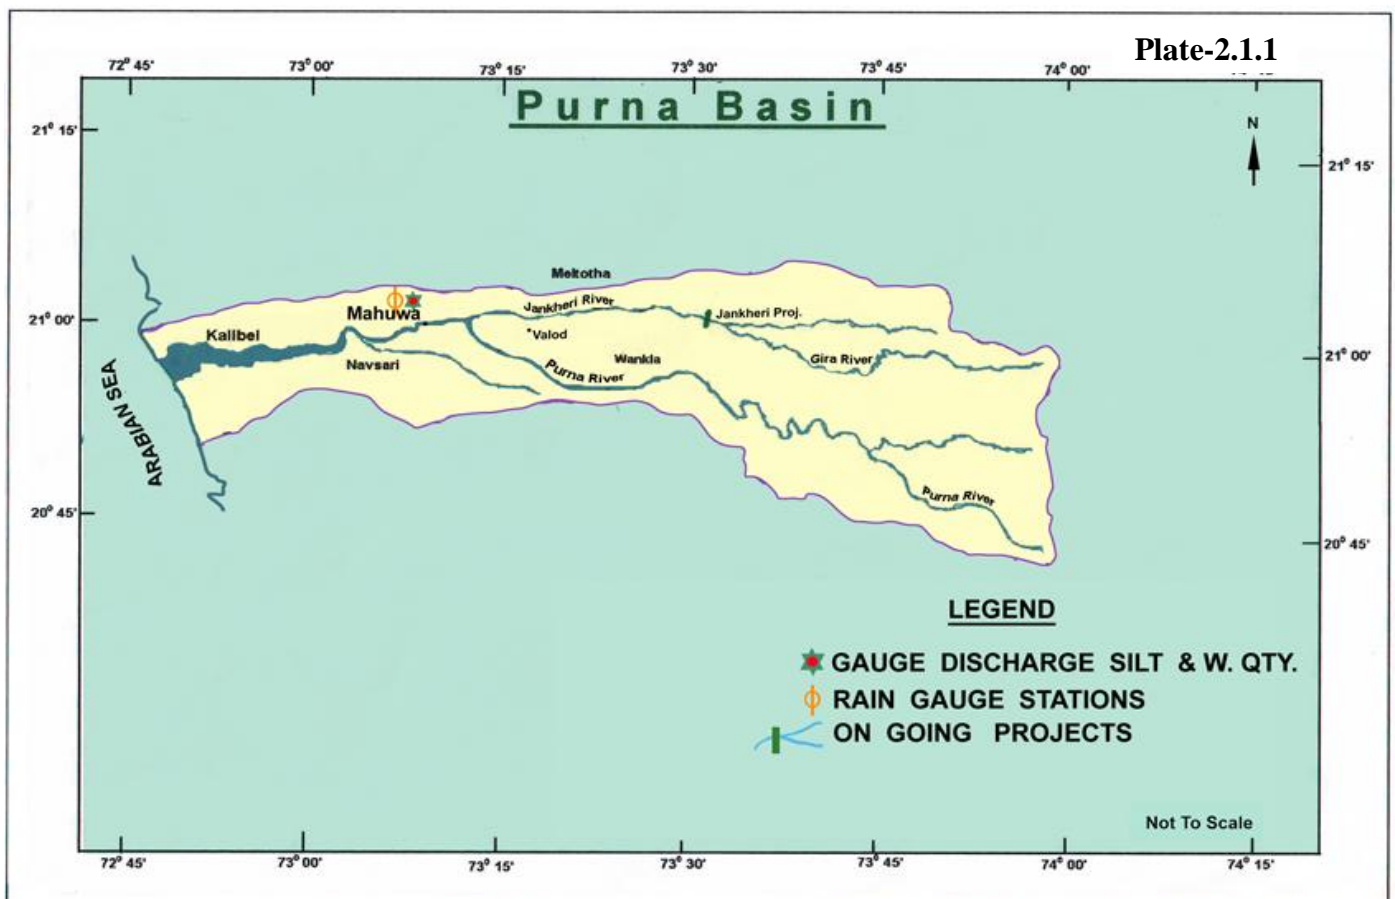 Plate-2.1.1
72° 45'
73° 00'
73° 15'
73° 30'
73° 45'
74° 00'
Purna Basin
21° 15'
N
21° 15'
Meltotha
Jankheri River
Jankheri Proj.
Mahuwa
21° 00'
Kalibel
Valod
Navsari
Wankla
Gira River
21° 00'
Purna River
ARABIAN SEA
Purna River
20° 45'
20° 45'
LEGEND
GAUGE DISCHARGE SILT & W. QTY.
RAIN GAUGE STATIONS
ON GOING PROJECTS
Not To Scale
72° 45'
73° 00'
73° 15'
73° 30'
73° 45'
74° 00'
74° 15'